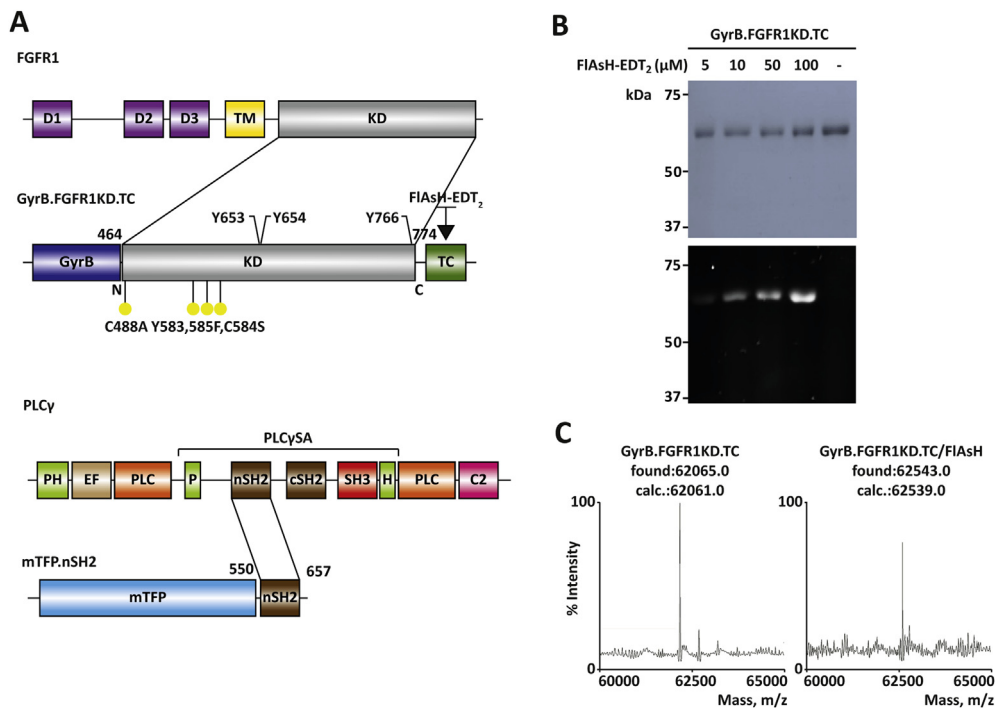 A
FGFR1
D1 D2 D3 TM KD
GyrB.FGFR1KD.TC
FlAsH-EDT2
Y653 Y654 Y766
464 774
GyrB KD TC
N C
C488A Y583,585F,C584S
PLCγ
PLCγSA
PH EF PLC P nSH2 cSH2 SH3 H PLC C2
mTFP.nSH2
550 657
mTFP nSH2
B
GyrB.FGFR1KD.TC
FlAsH-EDT2 (μM) 5 10 50 100 -
kDa
75
50
37
75
50
37
C
GyrB.FGFR1KD.TC
found:62065.0
calc.:62061.0
100
% Intensity
0
60000 62500 65000
Mass, m/z
GyrB.FGFR1KD.TC/FlAsH
found:62543.0
calc.:62539.0
100
0
60000 62500 65000
Mass, m/z